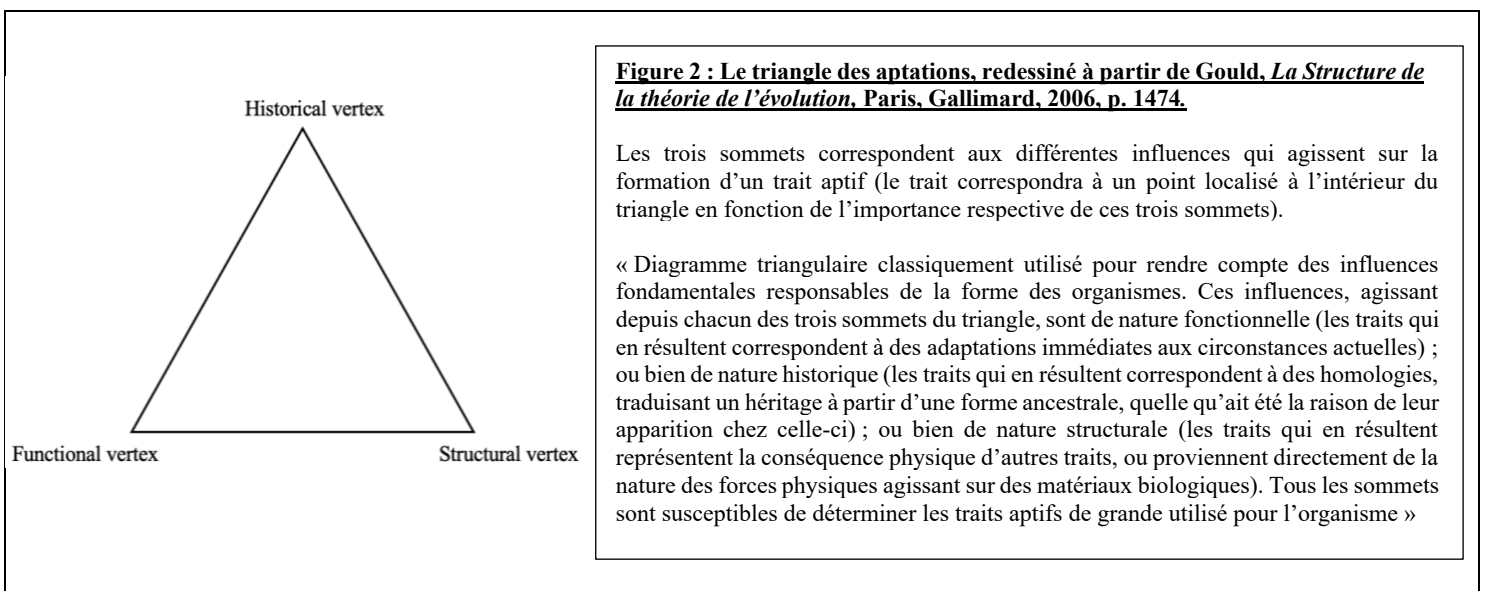 Historical vertex
Functional vertex
Structural vertex
Figure 2 : Le triangle des aptations, redessiné à partir de Gould, La Structure de
la théorie de l’évolution, Paris, Gallimard, 2006, p. 1474.
Les trois sommets correspondent aux différentes influences qui agissent sur la
formation d’un trait aptif (le trait correspondra à un point localisé à l’intérieur du
triangle en fonction de l’importance respective de ces trois sommets).
« Diagramme triangulaire classiquement utilisé pour rendre compte des influences
fondamentales responsables de la forme des organismes. Ces influences, agissant
depuis chacun des trois sommets du triangle, sont de nature fonctionnelle (les traits qui
en résultent correspondent à des adaptations immédiates aux circonstances actuelles) ;
ou bien de nature historique (les traits qui en résultent correspondent à des homologies,
traduisant un héritage à partir d’une forme ancestrale, quelle qu’ait été la raison de leur
apparition chez celle-ci) ; ou bien de nature structurale (les traits qui en résultent
représentent la conséquence physique d’autres traits, ou proviennent directement de la
nature des forces physiques agissant sur des matériaux biologiques). Tous les sommets
sont susceptibles de déterminer les traits aptifs de grande utilisé pour l’organisme »